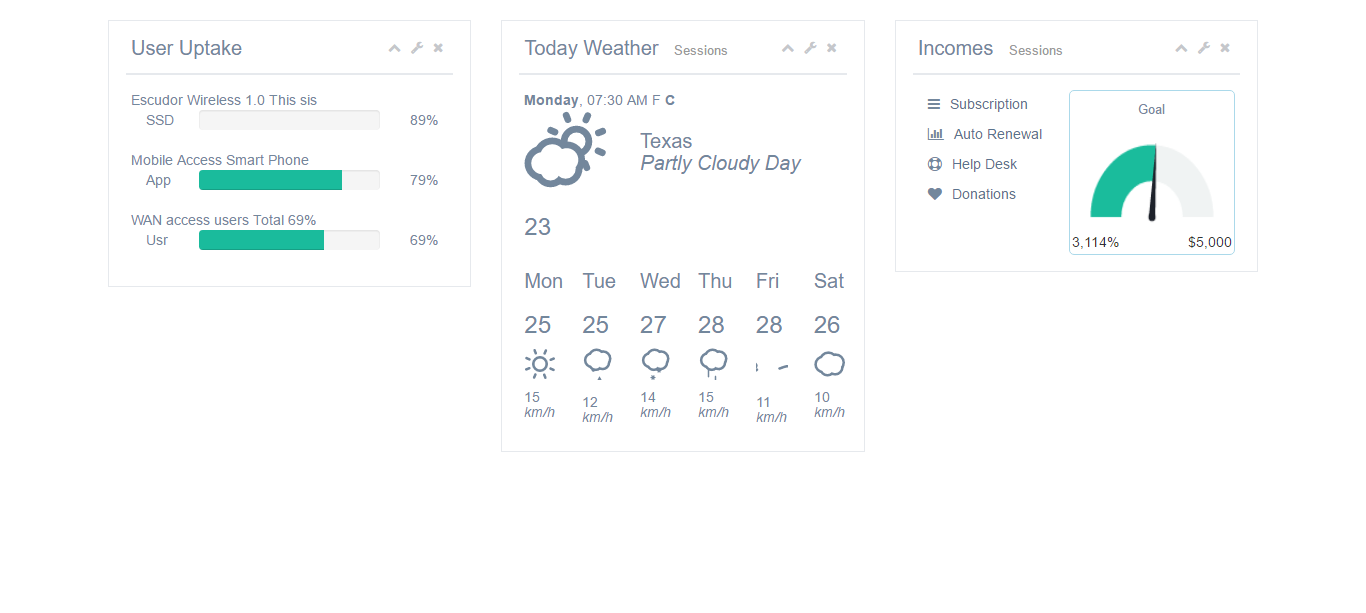 User Uptake
Escudor Wireless 1.0 This sis
SSD 89%
Mobile Access Smart Phone
App 79%
WAN access users Total 69%
Usr 69%
Today Weather Sessions
Monday, 07:30 AM F C
Texas
Partly Cloudy Day
23
Mon Tue Wed Thu Fri Sat
25 25 27 28 28 26
15 12 14 15 11 10
km/h km/h km/h km/h km/h km/h
Incomes Sessions
Subscription
Auto Renewal
Help Desk
Donations
Goal
3,114% $5,000